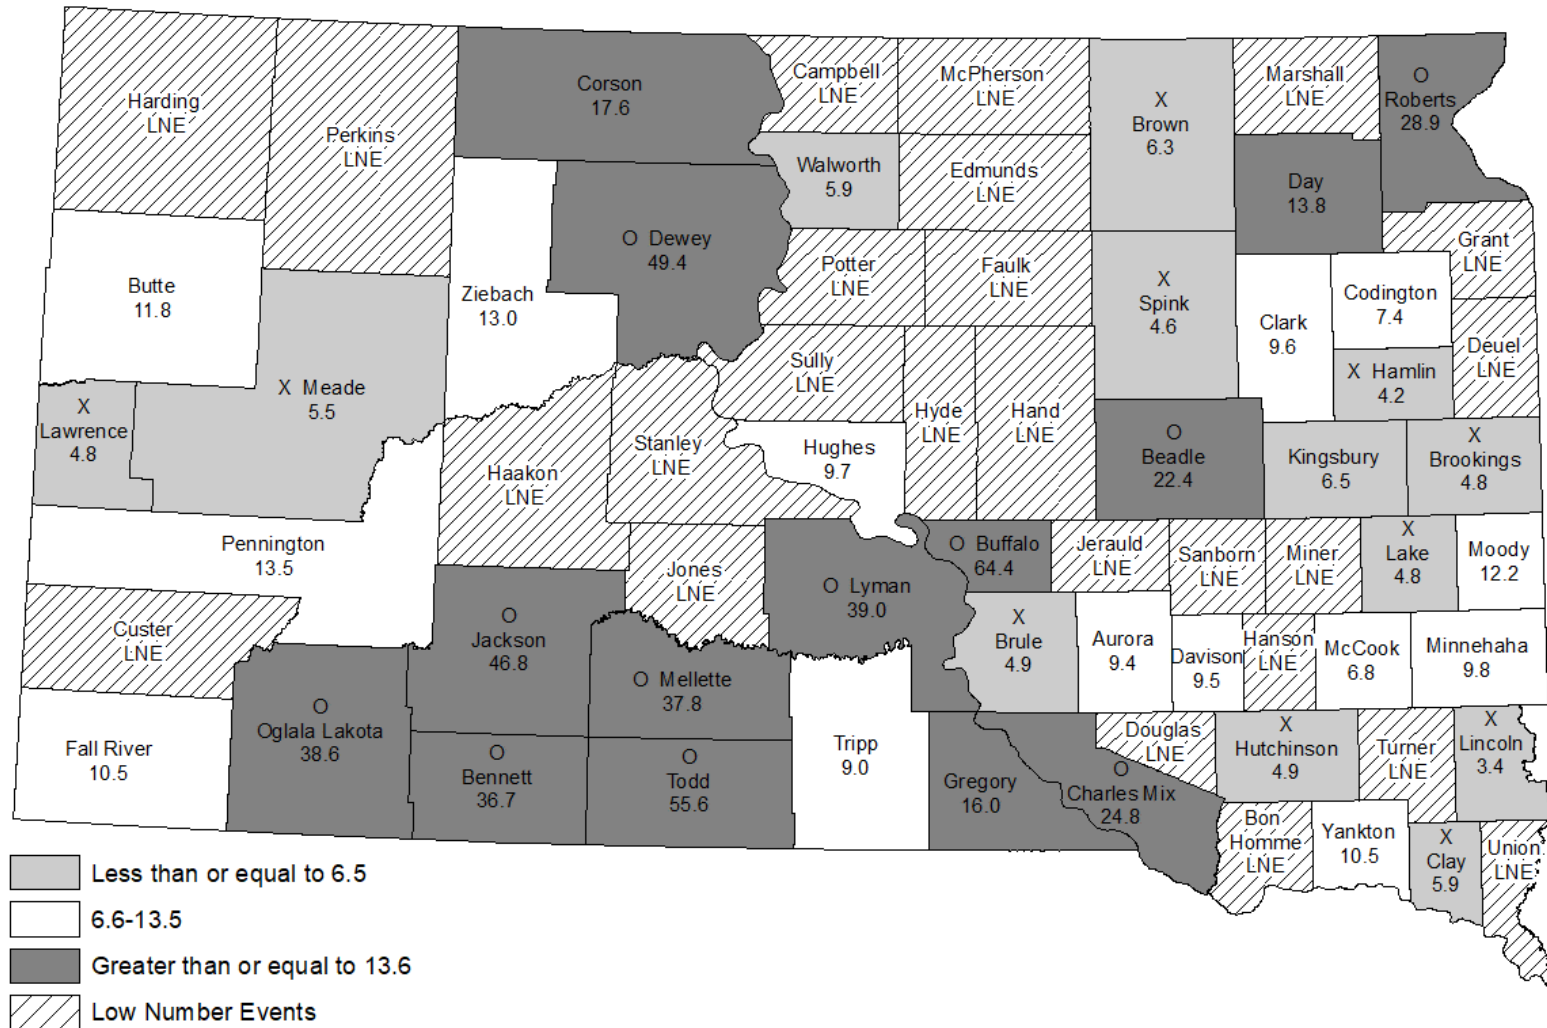 Harding
LNE
Perkins
LNE
Corson
17.6
Campbell
LNE
McPherson
LNE
X
Brown
6.3
Marshall
LNE
O
Roberts
28.9
Walworth
5.9
Edmunds
LNE
Day
13.8
O Dewey
49.4
Grant
LNE
Butte
11.8
Ziebach
13.0
Potter
LNE
Faulk
LNE
X
Spink
4.6
Clark
9.6
Codington
7.4
Deuel
LNE
X Meade
5.5
Sully
LNE
X Hamlin
4.2
X
Lawrence
4.8
Haakon
LNE
Stanley
LNE
Hughes
9.7
Hyde
LNE
Hand
LNE
O
Beadle
22.4
Kingsbury
6.5
X
Brookings
4.8
Pennington
13.5
Jones
LNE
O Lyman
39.0
O Buffalo
64.4
Jerauld
LNE
Sanborn
LNE
Miner
LNE
X
Lake
4.8
Moody
12.2
Custer
LNE
O
Jackson
46.8
O Mellette
37.8
X
Brule
4.9
Aurora
9.4
Davison
9.5
Hanson
LNE
McCook
6.8
Minnehaha
9.8
Fall River
10.5
O
Oglala Lakota
38.6
O
Bennett
36.7
O
Todd
55.6
Tripp
9.0
Gregory
16.0
O
Charles Mix
24.8
Douglas
LNE
X
Hutchinson
4.9
Turner
LNE
X
Lincoln
3.4
Bon
Homme
LNE
Yankton
10.5
X
Clay
5.9
Union
LNE
Less than or equal to 6.5
6.6-13.5
Greater than or equal to 13.6
Low Number Events